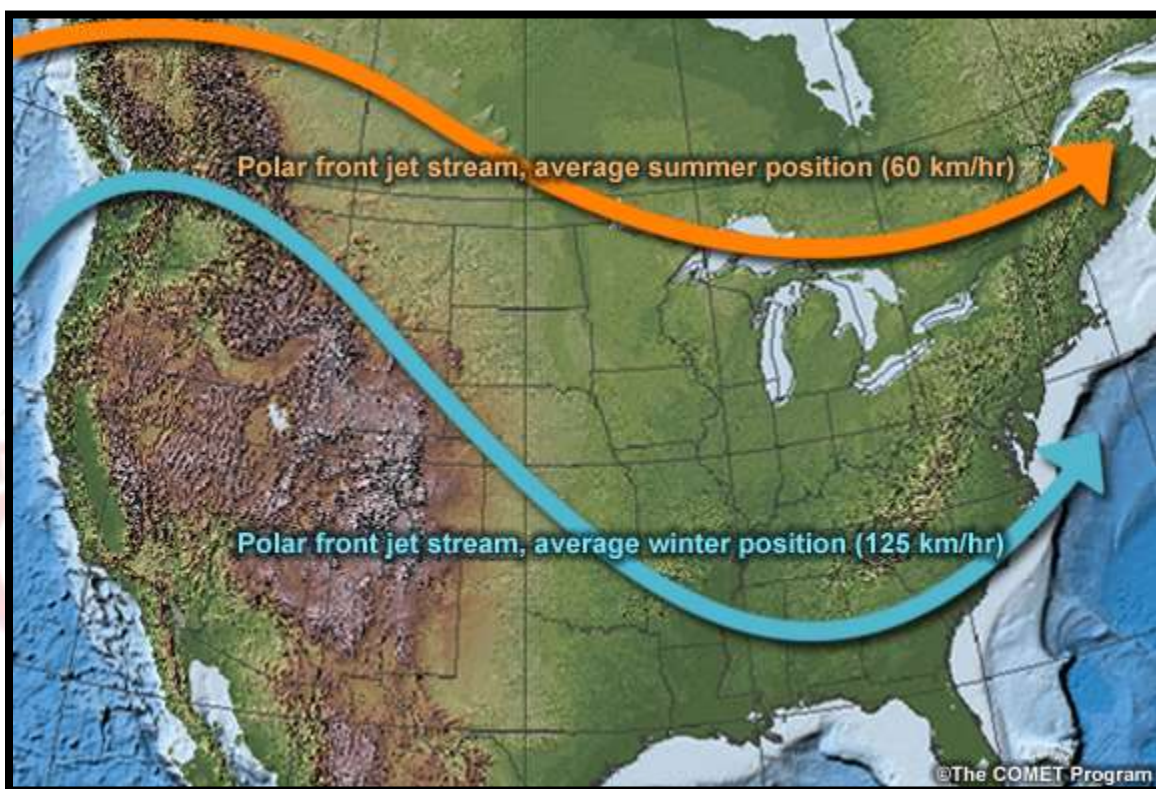 Polar front jet stream, average summer position (60 km/hr)
Polar front jet stream, average winter position (125 km/hr)
©The COMET Program